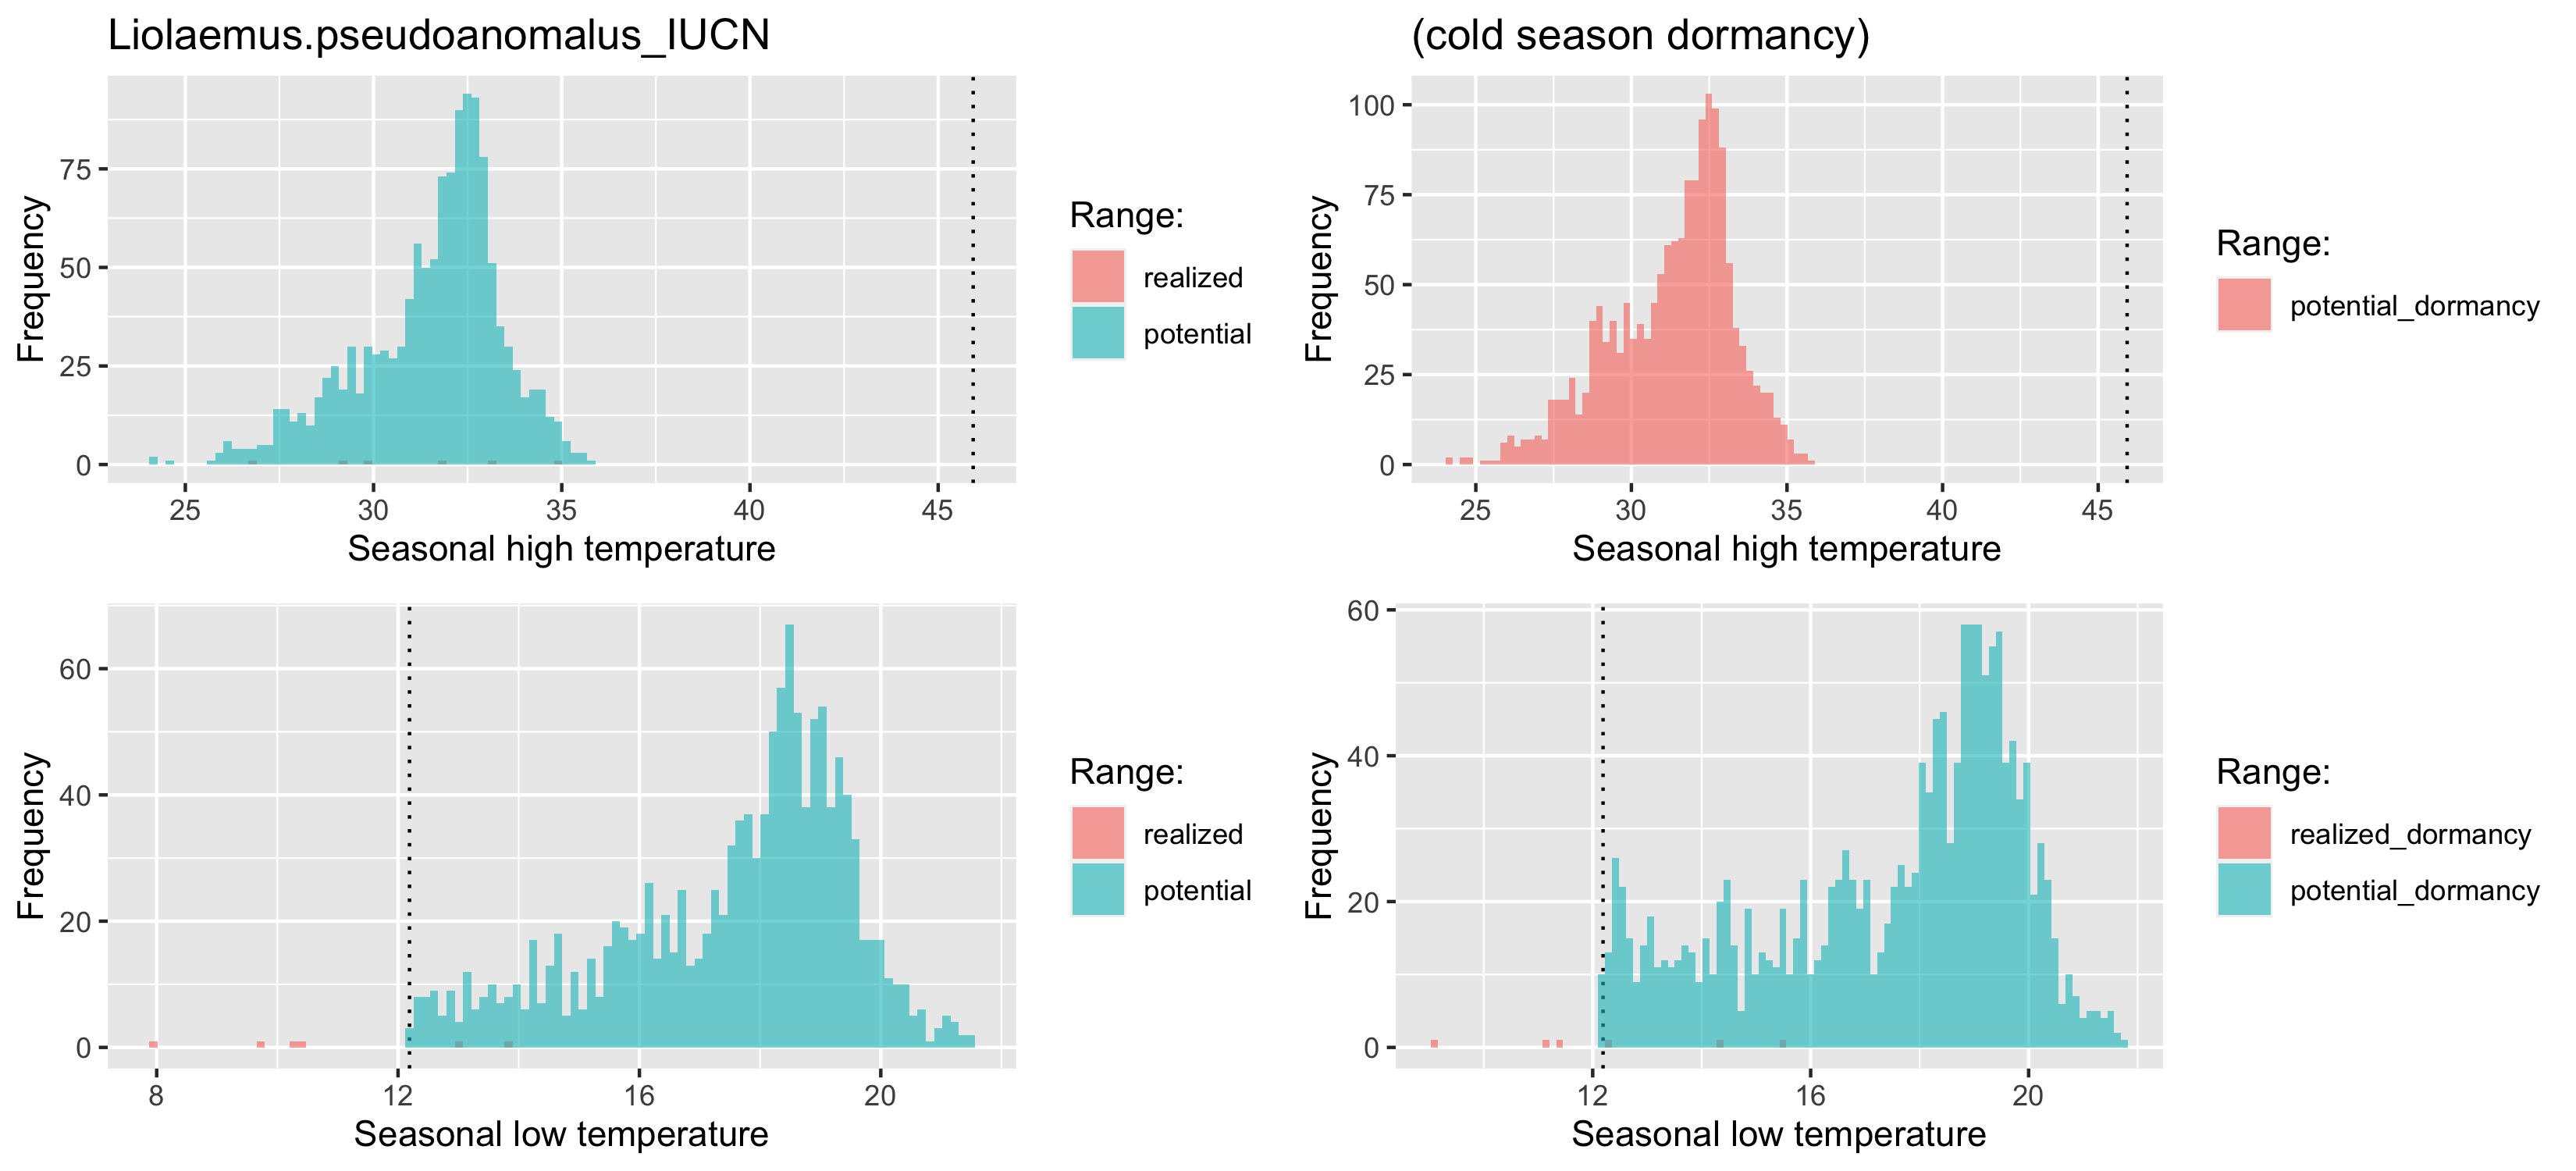 Liolaemus.pseudoanomalus_IUCN
Frequency
75
50
25
0
25
30
35
40
45
Seasonal high temperature
Range:
realized
potential
(cold season dormancy)
Frequency
100
75
50
25
0
25
30
35
40
45
Seasonal high temperature
Range:
potential_dormancy
Frequency
60
40
20
0
8
12
16
20
Seasonal low temperature
Range:
realized
potential
Frequency
60
40
20
0
12
16
20
Seasonal low temperature
Range:
realized_dormancy
potential_dormancy